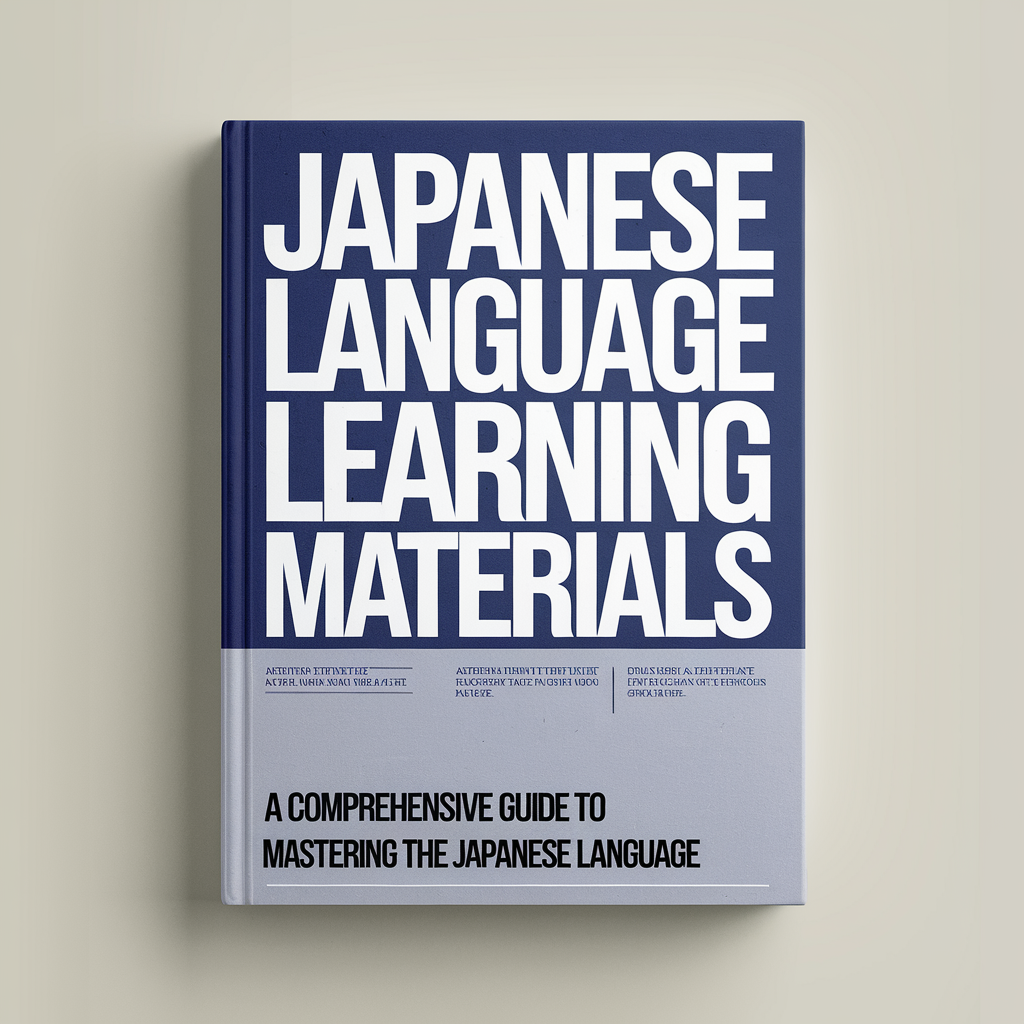 JAPANESE
LANGUAGE
LEARNING
MATERIALS
A COMPREHENSIVE GUIDE TO
MASTERING THE JAPANESE LANGUAGE